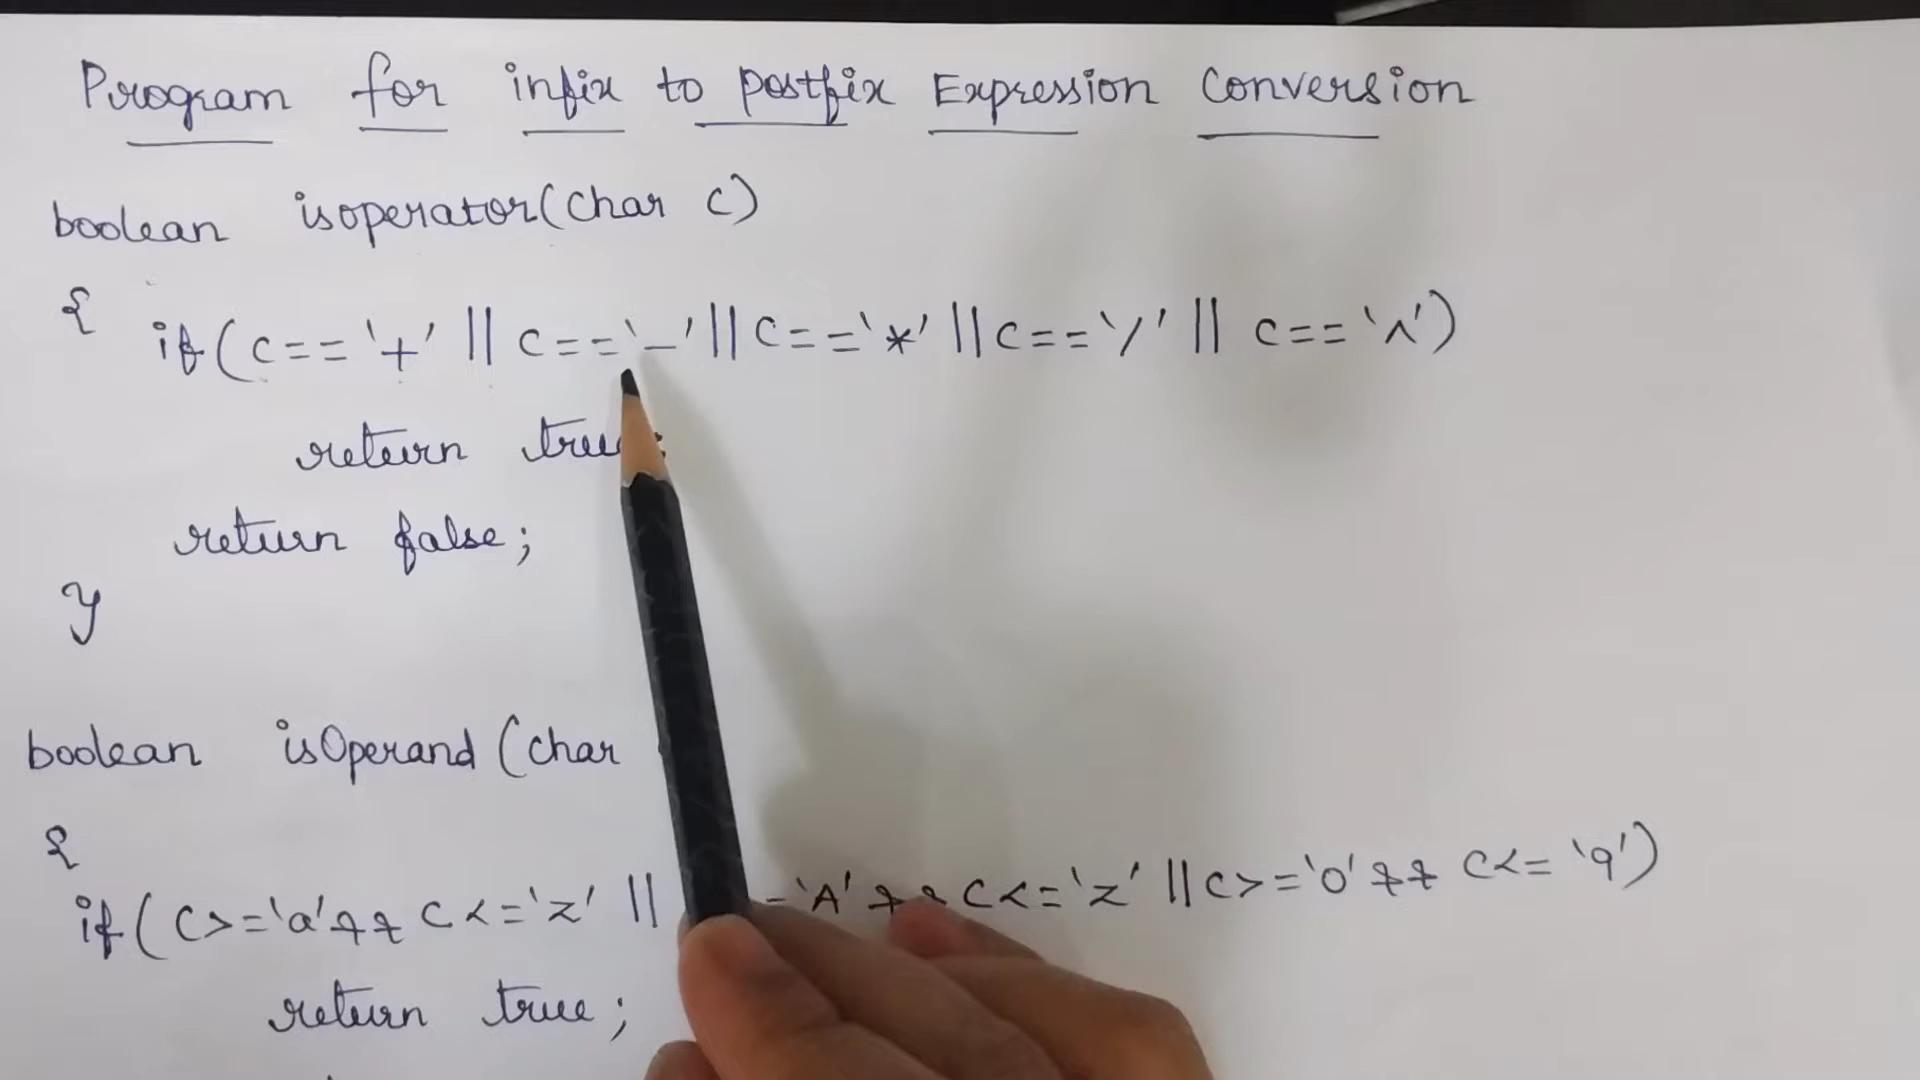 Program for infix to postfix Expression Conversion
boolean isoperator(char c)
{ if(c=='+' || c=='-' || c=='*' || c=='/' || c=='^')
return true;
return false;
}
boolean isOperand (char
{
if( c>='a' && c<='z' || ='A' && c<='z' || c>='0' && c<='9')
return true;